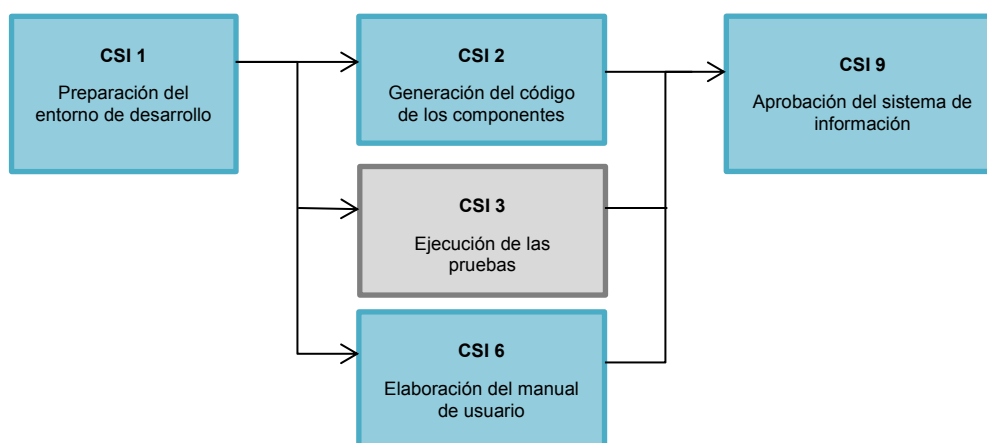 CSI 1
Preparación del
entorno de desarrollo
CSI 2
Generación del código
de los componentes
CSI 9
Aprobación del sistema de
información
CSI 3
Ejecución de las
pruebas
CSI 6
Elaboración del manual
de usuario